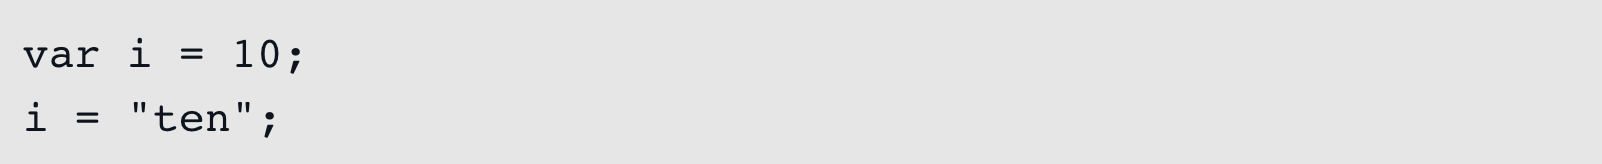 var i = 10;
i = "ten";